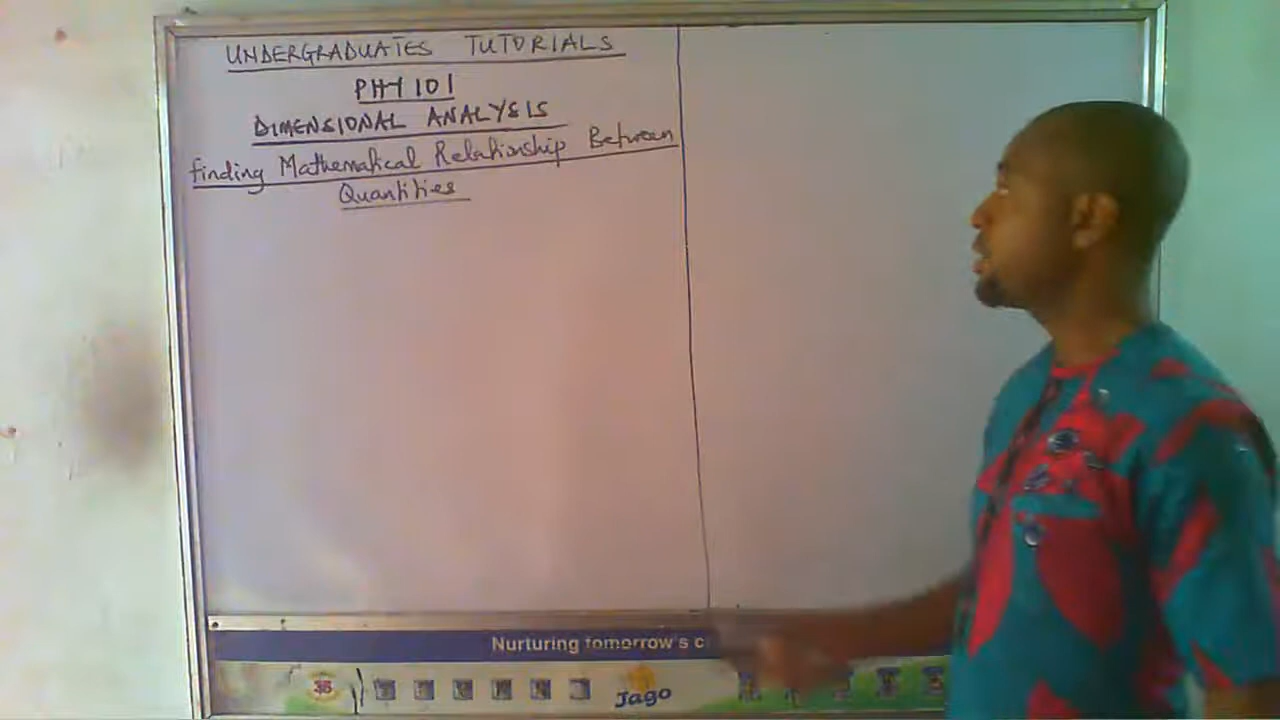 UNDERGRADUATES TUTORIALS
PHY 101
DIMENSIONAL ANALYSIS
finding Mathematical Relationship Between
Quantities
Nurturing tomorrow's c
Jago